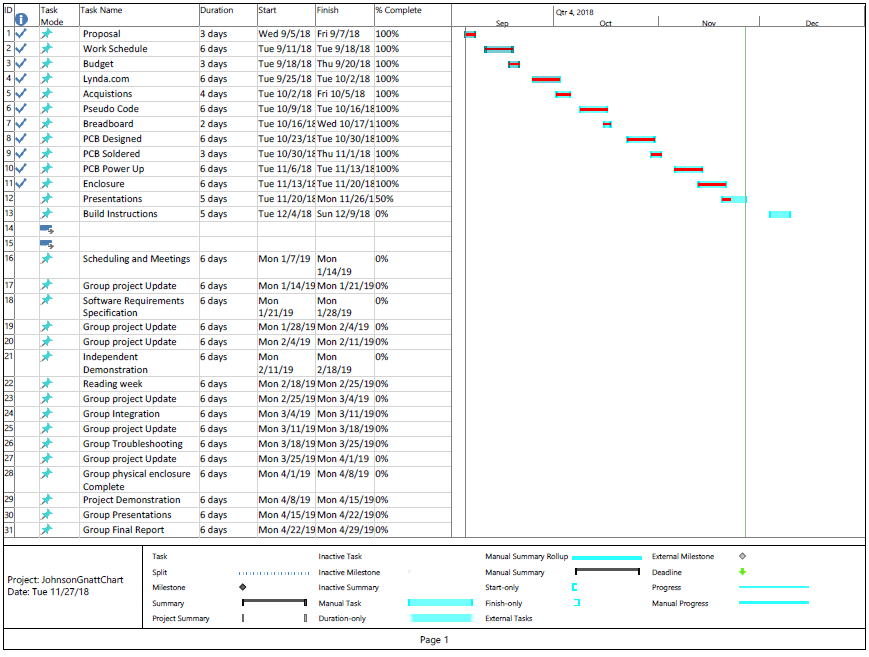 ID Task Mode Task Name Duration Start Finish % Complete
Qtr 4, 2018
Sep Oct Nov Dec
1 Proposal 3 days Wed 9/5/18 Fri 9/7/18 100%
2 Work Schedule 6 days Tue 9/11/18 Tue 9/18/18 100%
3 Budget 3 days Tue 9/18/18 Thu 9/20/18 100%
4 Lynda.com 6 days Tue 9/25/18 Tue 10/2/18 100%
5 Acquistions 4 days Tue 10/2/18 Fri 10/5/18 100%
6 Pseudo Code 6 days Tue 10/9/18 Tue 10/16/18 100%
7 Breadboard 2 days Tue 10/16/18 Wed 10/17/1 100%
8 PCB Designed 6 days Tue 10/23/18 Tue 10/30/18 100%
9 PCB Soldered 3 days Tue 10/30/18 Thu 11/1/18 100%
10 PCB Power Up 6 days Tue 11/6/18 Tue 11/13/18 100%
11 Enclosure 6 days Tue 11/13/18 Tue 11/20/18 100%
12 Presentations 5 days Tue 11/20/18 Mon 11/26/1 50%
13 Build Instructions 5 days Tue 12/4/18 Sun 12/9/18 0%
14
15
16 Scheduling and Meetings 6 days Mon 1/7/19 Mon 0%
1/14/19
17 Group project Update 6 days Mon 1/14/19 Mon 1/21/19 0%
18 Software Requirements 6 days Mon Mon 0%
Specification 1/21/19 1/28/19
19 Group project Update 6 days Mon 1/28/19 Mon 2/4/19 0%
20 Group project Update 6 days Mon 2/4/19 Mon 2/11/19 0%
21 Independent 6 days Mon Mon 0%
Demonstration 2/11/19 2/18/19
22 Reading week 6 days Mon 2/18/19 Mon 2/25/19 0%
23 Group project Update 6 days Mon 2/25/19 Mon 3/4/19 0%
24 Group Integration 6 days Mon 3/4/19 Mon 3/11/19 0%
25 Group project Update 6 days Mon 3/11/19 Mon 3/18/19 0%
26 Group Troubleshooting 6 days Mon 3/18/19 Mon 3/25/19 0%
27 Group project Update 6 days Mon 3/25/19 Mon 4/1/19 0%
28 Group physical enclosure 6 days Mon 4/1/19 Mon 4/8/19 0%
Complete
29 Project Demonstration 6 days Mon 4/8/19 Mon 4/15/19 0%
30 Group Presentations 6 days Mon 4/15/19 Mon 4/22/19 0%
31 Group Final Report 6 days Mon 4/22/19 Mon 4/29/19 0%
Project: JohnsonGnattChart
Date: Tue 11/27/18
Task Inactive Task Manual Summary Rollup External Milestone
Split Inactive Milestone Manual Summary Deadline
Milestone Inactive Summary Start-only Progress
Summary Manual Task Finish-only Manual Progress
Project Summary Duration-only External Tasks
Page 1